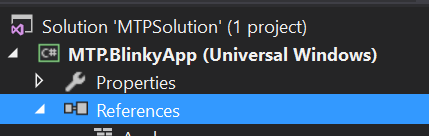 Solution 'MTPSolution' (1 project)
C# MTP.BlinkyApp (Universal Windows)
Properties
References